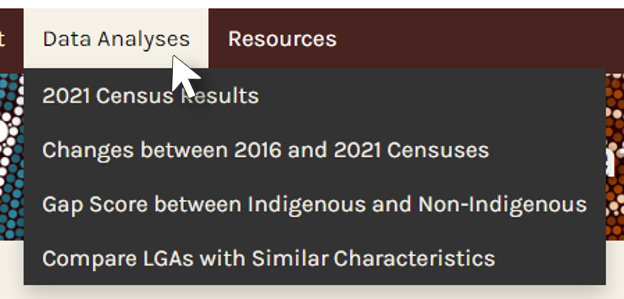 t Data Analyses Resources
2021 Census Results
Changes between 2016 and 2021 Censuses
Gap Score between Indigenous and Non-Indigenous
Compare LGAs with Similar Characteristics